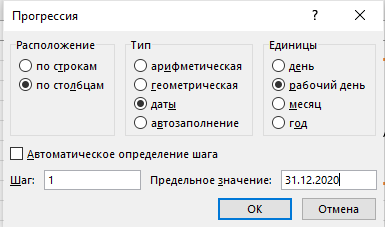 Прогрессия
Расположение
по строкам
по столбцам
Тип
арифметическая
геометрическая
даты
автозаполнение
Единицы
день
рабочий день
месяц
год
Автоматическое определение шага
Шаг: 1 Предельное значение: 31.12.2020
ОК Отмена